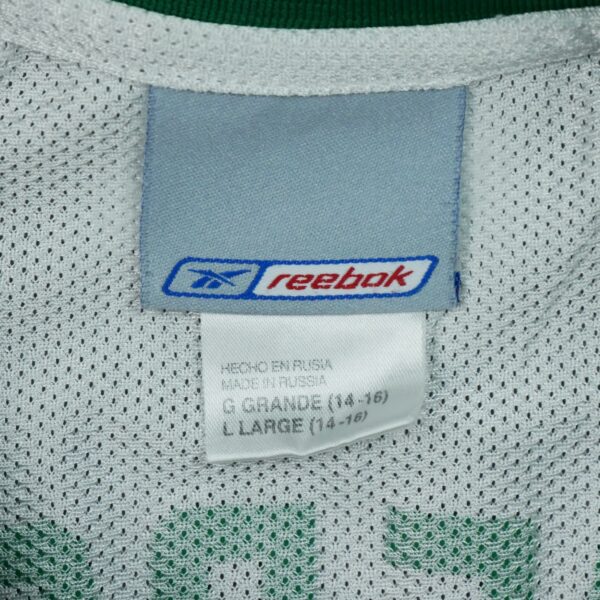 reebok
HECHO EN RUSIA
MADE IN RUSSIA
G GRANDE (14-16)
L LARGE (14-16)